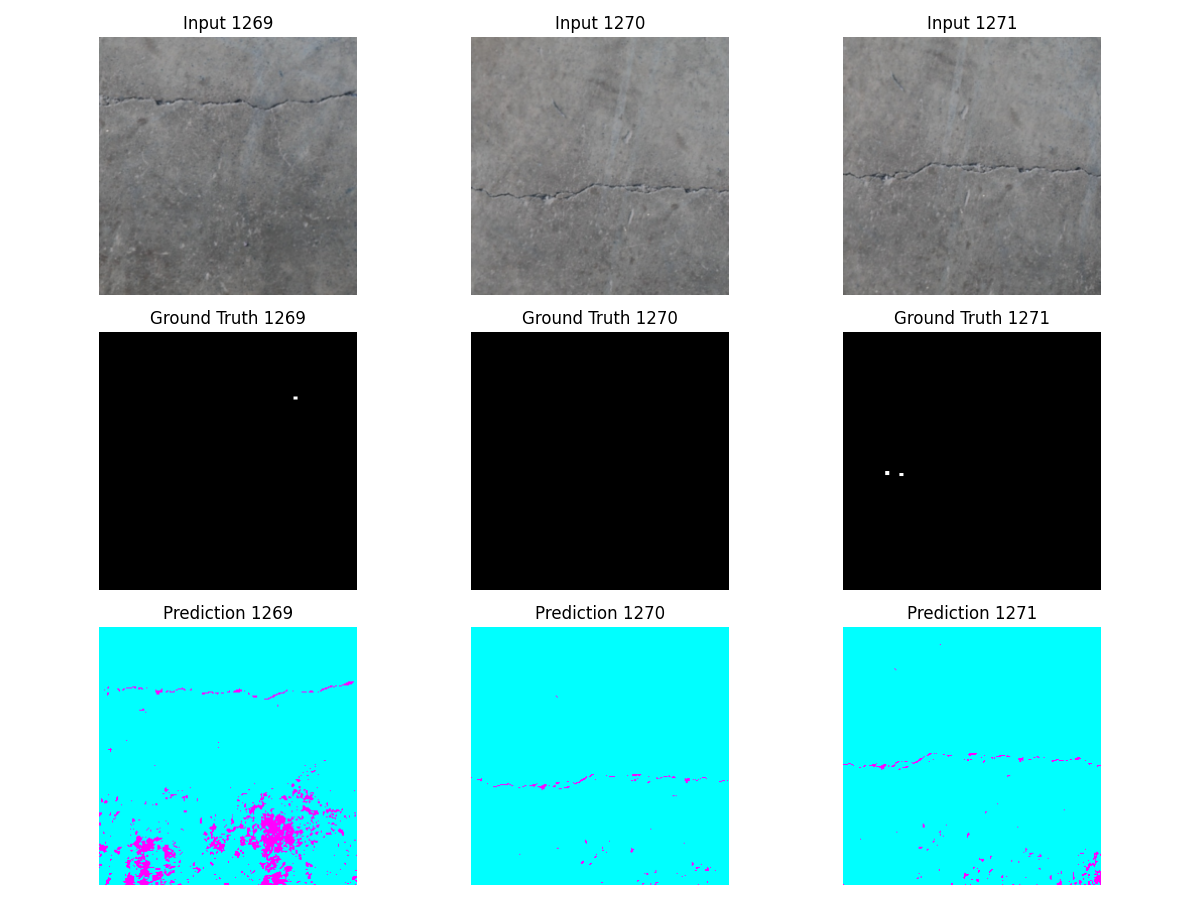 Input 1269
Input 1270
Input 1271
Ground Truth 1269
Ground Truth 1270
Ground Truth 1271
Prediction 1269
Prediction 1270
Prediction 1271